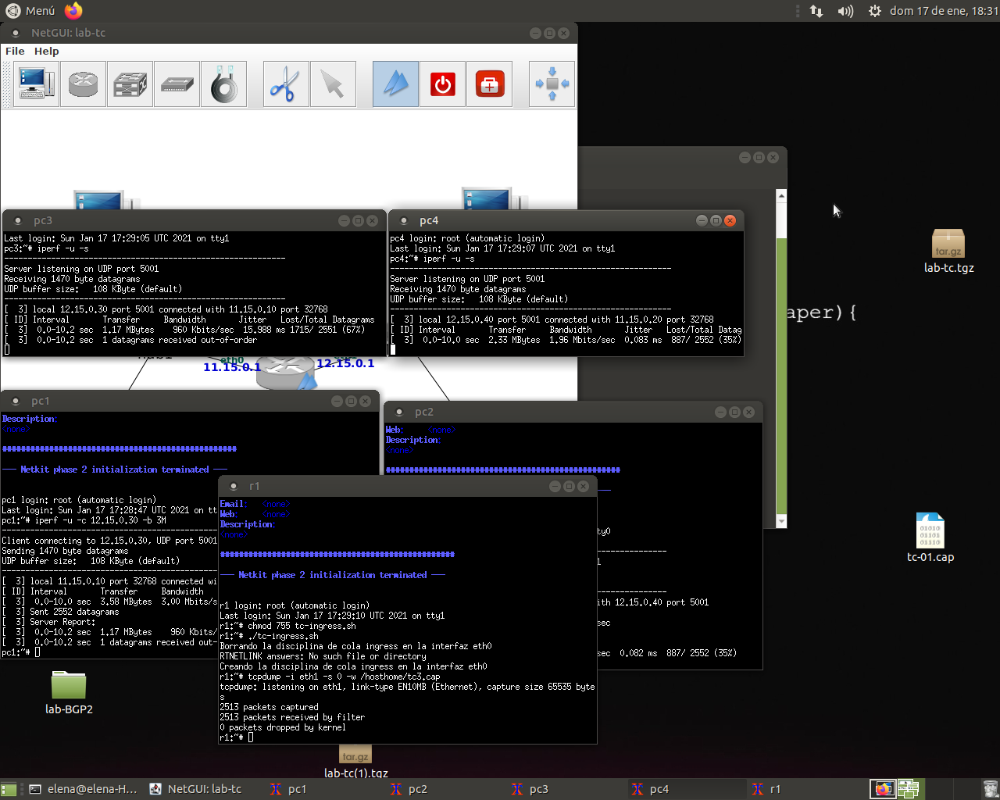 Menú
dom 17 de ene, 18:31
NetGUI: lab-tc
File Help
pc3
Last login: Sun Jan 17 17:29:05 UTC 2021 on tty1
pc3:~# iperf -u -s
------------------------------------------------------------
Server listening on UDP port 5001
Receiving 1470 byte datagrams
UDP buffer size:   108 KByte (default)
------------------------------------------------------------
[  3] local 12.15.0.30 port 5001 connected with 11.15.0.10 port 32768
[ ID] Interval       Transfer     Bandwidth       Jitter   Lost/Total Datagrams
[  3]  0.0-10.2 sec  1.17 MBytes    960 Kbits/sec  15.988 ms 1715/ 2551 (67%)
[  3]  0.0-10.2 sec  1 datagrams received out-of-order
pc4
pc4 login: root (automatic login)
Last login: Sun Jan 17 17:29:07 UTC 2021 on tty1
pc4:~# iperf -u -s
------------------------------------------------------------
Server listening on UDP port 5001
Receiving 1470 byte datagrams
UDP buffer size:   108 KByte (default)
------------------------------------------------------------
[  3] local 12.15.0.40 port 5001 connected with 11.15.0.20 port 32768
[ ID] Interval       Transfer     Bandwidth       Jitter   Lost/Total Datag
[  3]  0.0-10.0 sec  2.33 MBytes  1.96 Mbits/sec  0.083 ms  887/ 2552 (35%)
eth0
11.15.0.1
12.15.0.1
aper){
lab-tc.tgz
tc-01.cap
pc1
Description:
<none>
##################################################
--- Netkit phase 2 initialization terminated ---
pc1 login: root (automatic login)
Last login: Sun Jan 17 17:28:47 UTC 2021 on tt
pc1:~# iperf -u -c 12.15.0.30 -b 3M
------------------------------------------------------------
Client connecting to 12.15.0.30, UDP port 5001
Sending 1470 byte datagrams
UDP buffer size:   108 KByte (default)
------------------------------------------------------------
[  3] local 11.15.0.10 port 32768 connected wi
[ ID] Interval       Transfer     Bandwidth
[  3]  0.0-10.0 sec  3.58 MBytes  3.00 Mbits/s
[  3] Sent 2552 datagrams
[  3] Server Report:
[  3]  0.0-10.2 sec  1.17 MBytes    960 Kbits/
[  3]  0.0-10.2 sec  1 datagrams received out-
pc1:~#
pc2
Web:     <none>
Description:
<none>
##################################################
ty0
ith 12.15.0.40 port 5001
sec
sec  0.082 ms  887/ 2552 (35%)
r1
Email:   <none>
Web:     <none>
Description:
<none>
##################################################
--- Netkit phase 2 initialization terminated ---
r1 login: root (automatic login)
Last login: Sun Jan 17 17:29:10 UTC 2021 on tty1
r1:~# chmod 755 tc-ingress.sh
r1:~# ./tc-ingress.sh
Borrando la disciplina de cola ingress en la interfaz eth0
RTNETLINK answers: No such file or directory
Creando la disciplina de cola ingress en la interfaz eth0
r1:~# tcpdump -i eth1 -s 0 -w /hosthome/tc3.cap
tcpdump: listening on eth1, link-type EN10MB (Ethernet), capture size 65535 byte
s
2513 packets captured
2513 packets received by filter
0 packets dropped by kernel
r1:~#
lab-BGP2
tar.gz
lab-tc(1).tgz
elena@elena-H...
NetGUI: lab-tc
pc1
pc2
pc3
pc4
r1